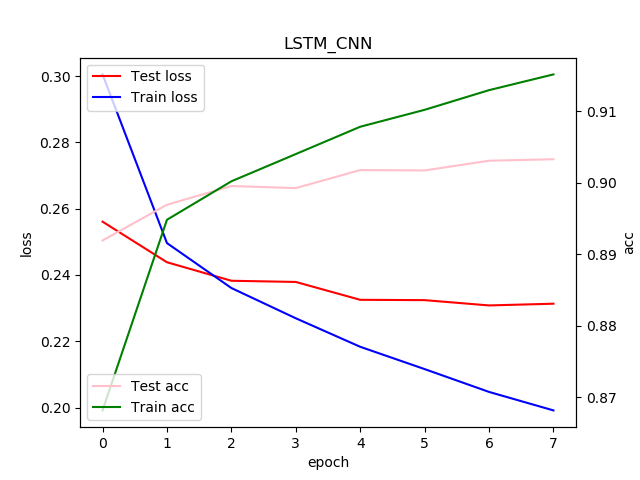 LSTM_CNN
Test loss
Train loss
0.30
0.28
0.26
0.24
0.22
0.20
loss
0.91
0.90
0.89
0.88
0.87
acc
Test acc
Train acc
0 1 2 3 4 5 6 7
epoch